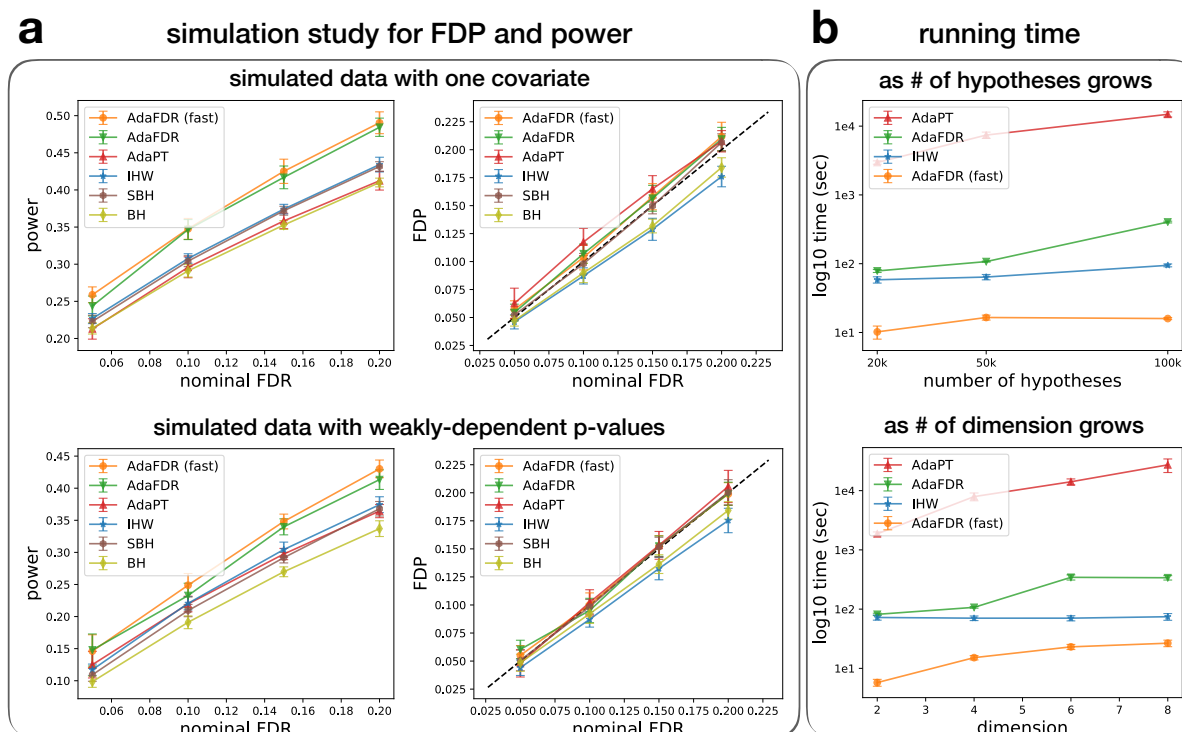 a simulation study for FDP and power
simulated data with one covariate
AdaFDR (fast)
AdaFDR
AdaPT
IHW
SBH
BH
power
0.50
0.45
0.40
0.35
0.30
0.25
0.20
0.06 0.08 0.10 0.12 0.14 0.16 0.18 0.20
nominal FDR
AdaFDR (fast)
AdaFDR
AdaPT
IHW
SBH
BH
FDP
0.225
0.200
0.175
0.150
0.125
0.100
0.075
0.050
0.025
0.025 0.050 0.075 0.100 0.125 0.150 0.175 0.200 0.225
nominal FDR
simulated data with weakly-dependent p-values
AdaFDR (fast)
AdaFDR
AdaPT
IHW
SBH
BH
power
0.45
0.40
0.35
0.30
0.25
0.20
0.15
0.10
0.06 0.08 0.10 0.12 0.14 0.16 0.18 0.20
nominal FDR
AdaFDR (fast)
AdaFDR
AdaPT
IHW
SBH
BH
FDP
0.225
0.200
0.175
0.150
0.125
0.100
0.075
0.050
0.025
0.025 0.050 0.075 0.100 0.125 0.150 0.175 0.200 0.225
nominal FDR
b running time
as # of hypotheses grows
AdaPT
AdaFDR
IHW
AdaFDR (fast)
log10 time (sec)
1e4
1e3
1e2
1e1
20k 50k 100k
number of hypotheses
as # of dimension grows
AdaPT
AdaFDR
IHW
AdaFDR (fast)
log10 time (sec)
1e4
1e3
1e2
1e1
2 3 4 5 6 7 8
dimension